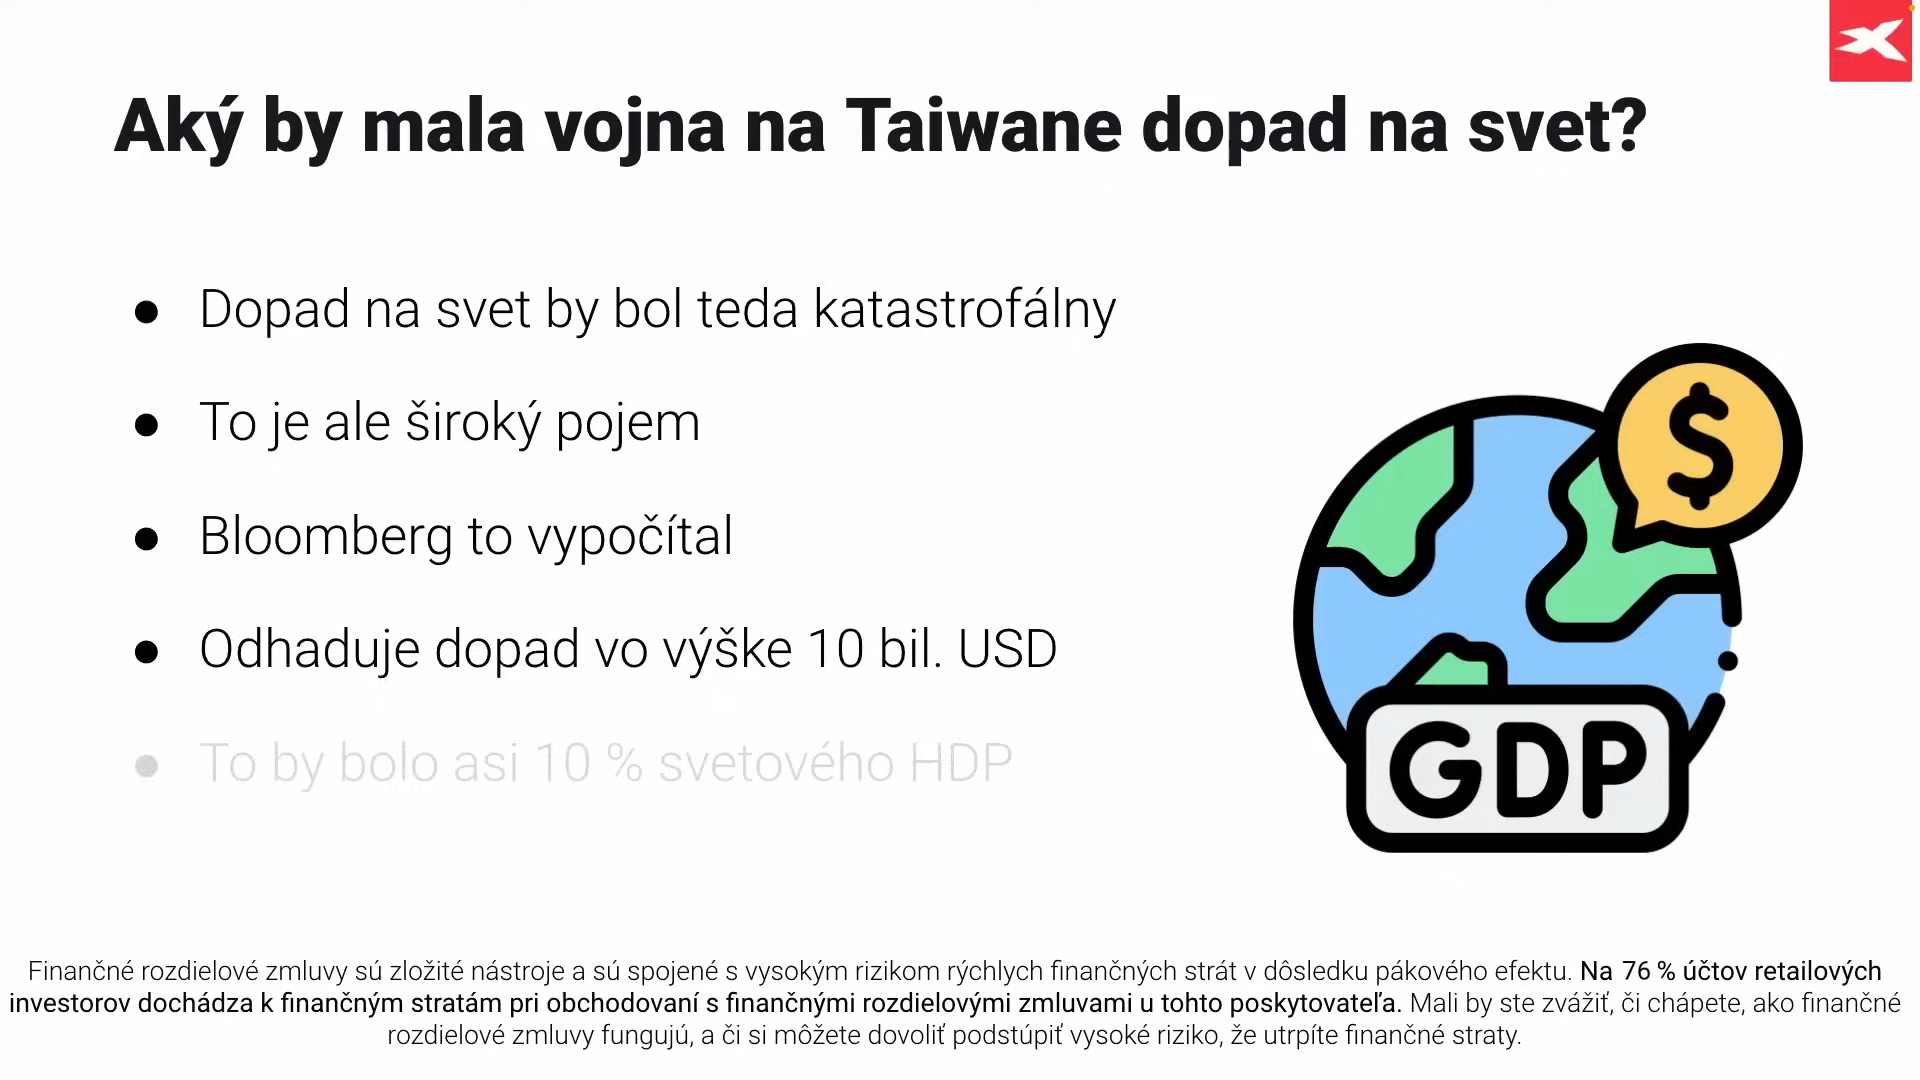 Aký by mala vojna na Taiwane dopad na svet?
● Dopad na svet by bol teda katastrofálny
● To je ale široký pojem
● Bloomberg to vypočítal
● Odhaduje dopad vo výške 10 bil. USD
● To by bolo asi 10 % svetového HDP
$
GDP
Finančné rozdielové zmluvy sú zložité nástroje a sú spojené s vysokým rizikom rýchlych finančných strát v dôsledku pákového efektu. Na 76 % účtov retailových
investorov dochádza k finančným stratám pri obchodovaní s finančnými rozdielovými zmluvami u tohto poskytovateľa. Mali by ste zvážiť, či chápete, ako finančné
rozdielové zmluvy fungujú, a či si môžete dovoliť podstúpiť vysoké riziko, že utrpíte finančné straty.